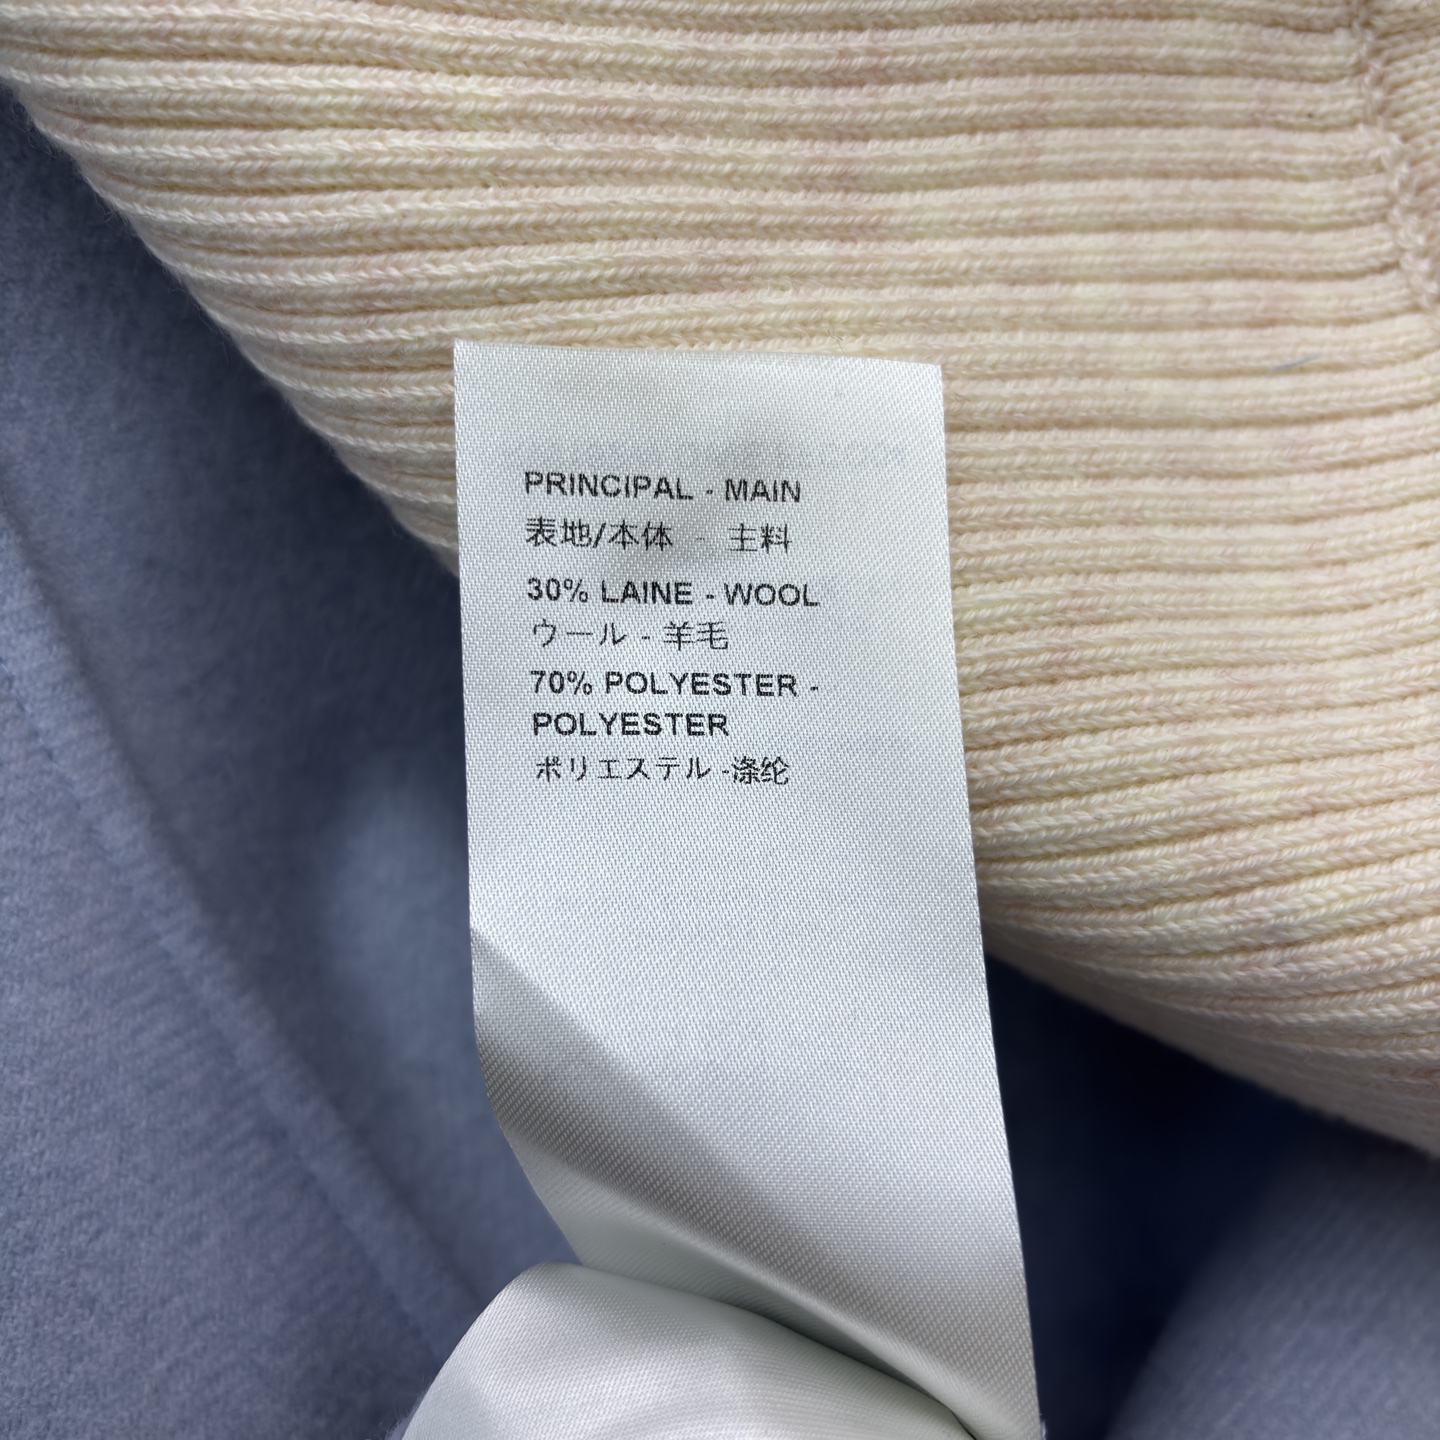 PRINCIPAL - MAIN
表地/本体 - 主料
30% LAINE - WOOL
ウール - 羊毛
70% POLYESTER -
POLYESTER
ポリエステル -涤纶